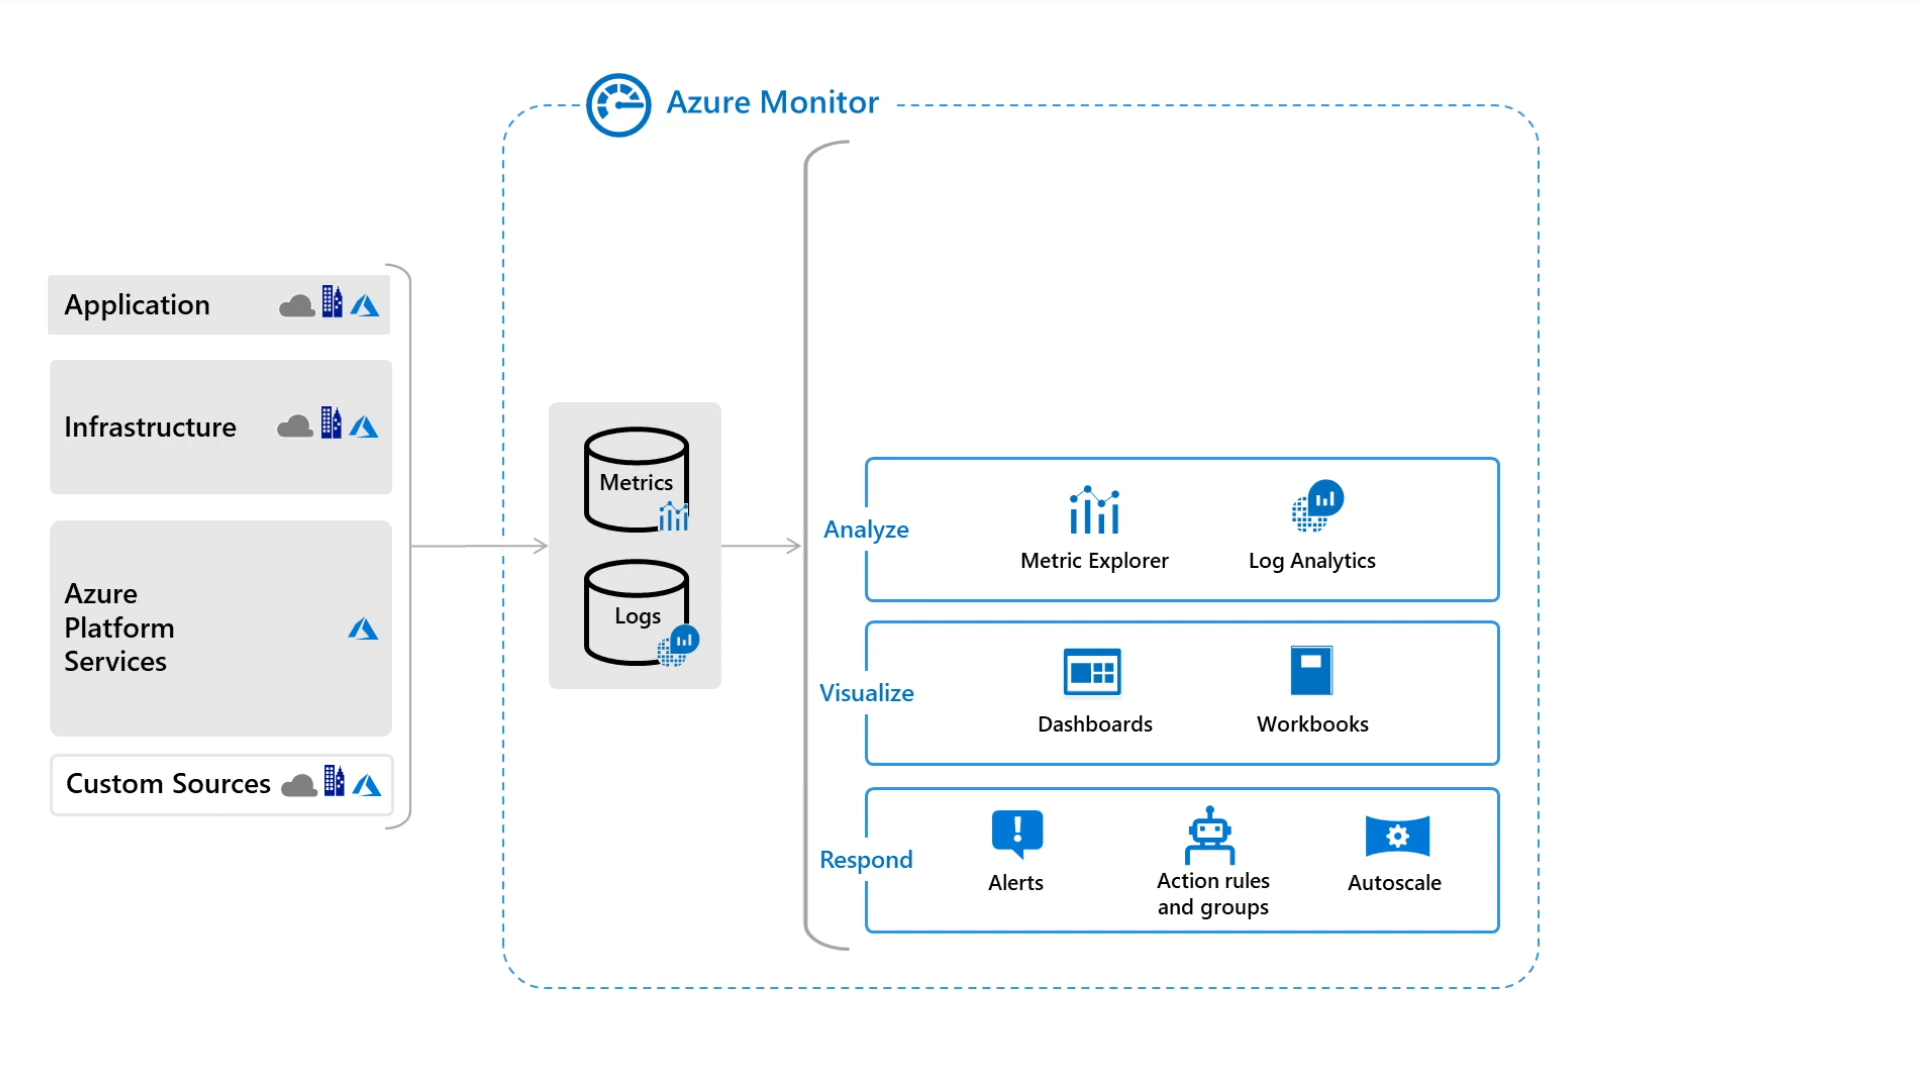 Azure Monitor
Application
Infrastructure
Azure
Platform
Services
Custom Sources
Metrics
Logs
Analyze
Metric Explorer
Log Analytics
Visualize
Dashboards
Workbooks
Respond
Alerts
Action rules
and groups
Autoscale